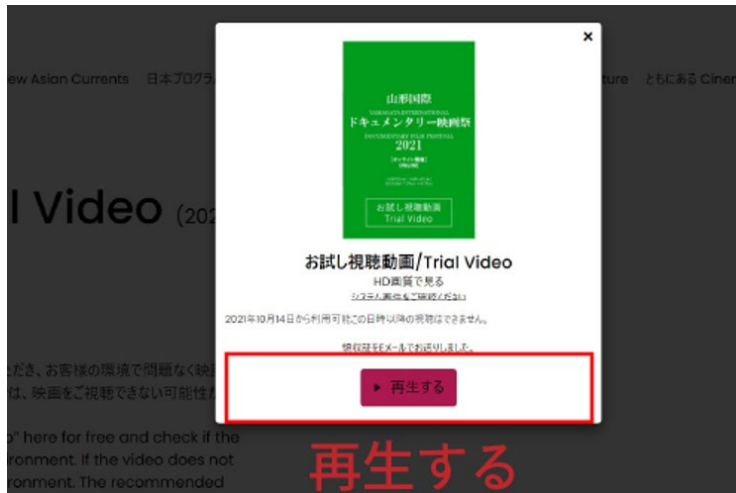 ×
ew Asian Currents 日本プログラ
ture ともにある Cinem
山形国際
YAMAGATA INTERNATIONAL
ドキュメンタリー映画祭
DOCUMENTARY FILM FESTIVAL
2021
お試し視聴動画
Trial Video
l Video (202
お試し視聴動画/Trial Video
HD画質で見る
システム要件をご確認ください
2021年10月14日から利用可能この日時以降の視聴はできません。
領収証をEメールでお送りしました。
ただき、お客様の環境で問題なく映
は、映画をご視聴できない可能性が
再生する
o" here for free and check if the
ironment. If the video does not
ironment. The recommended
再生する